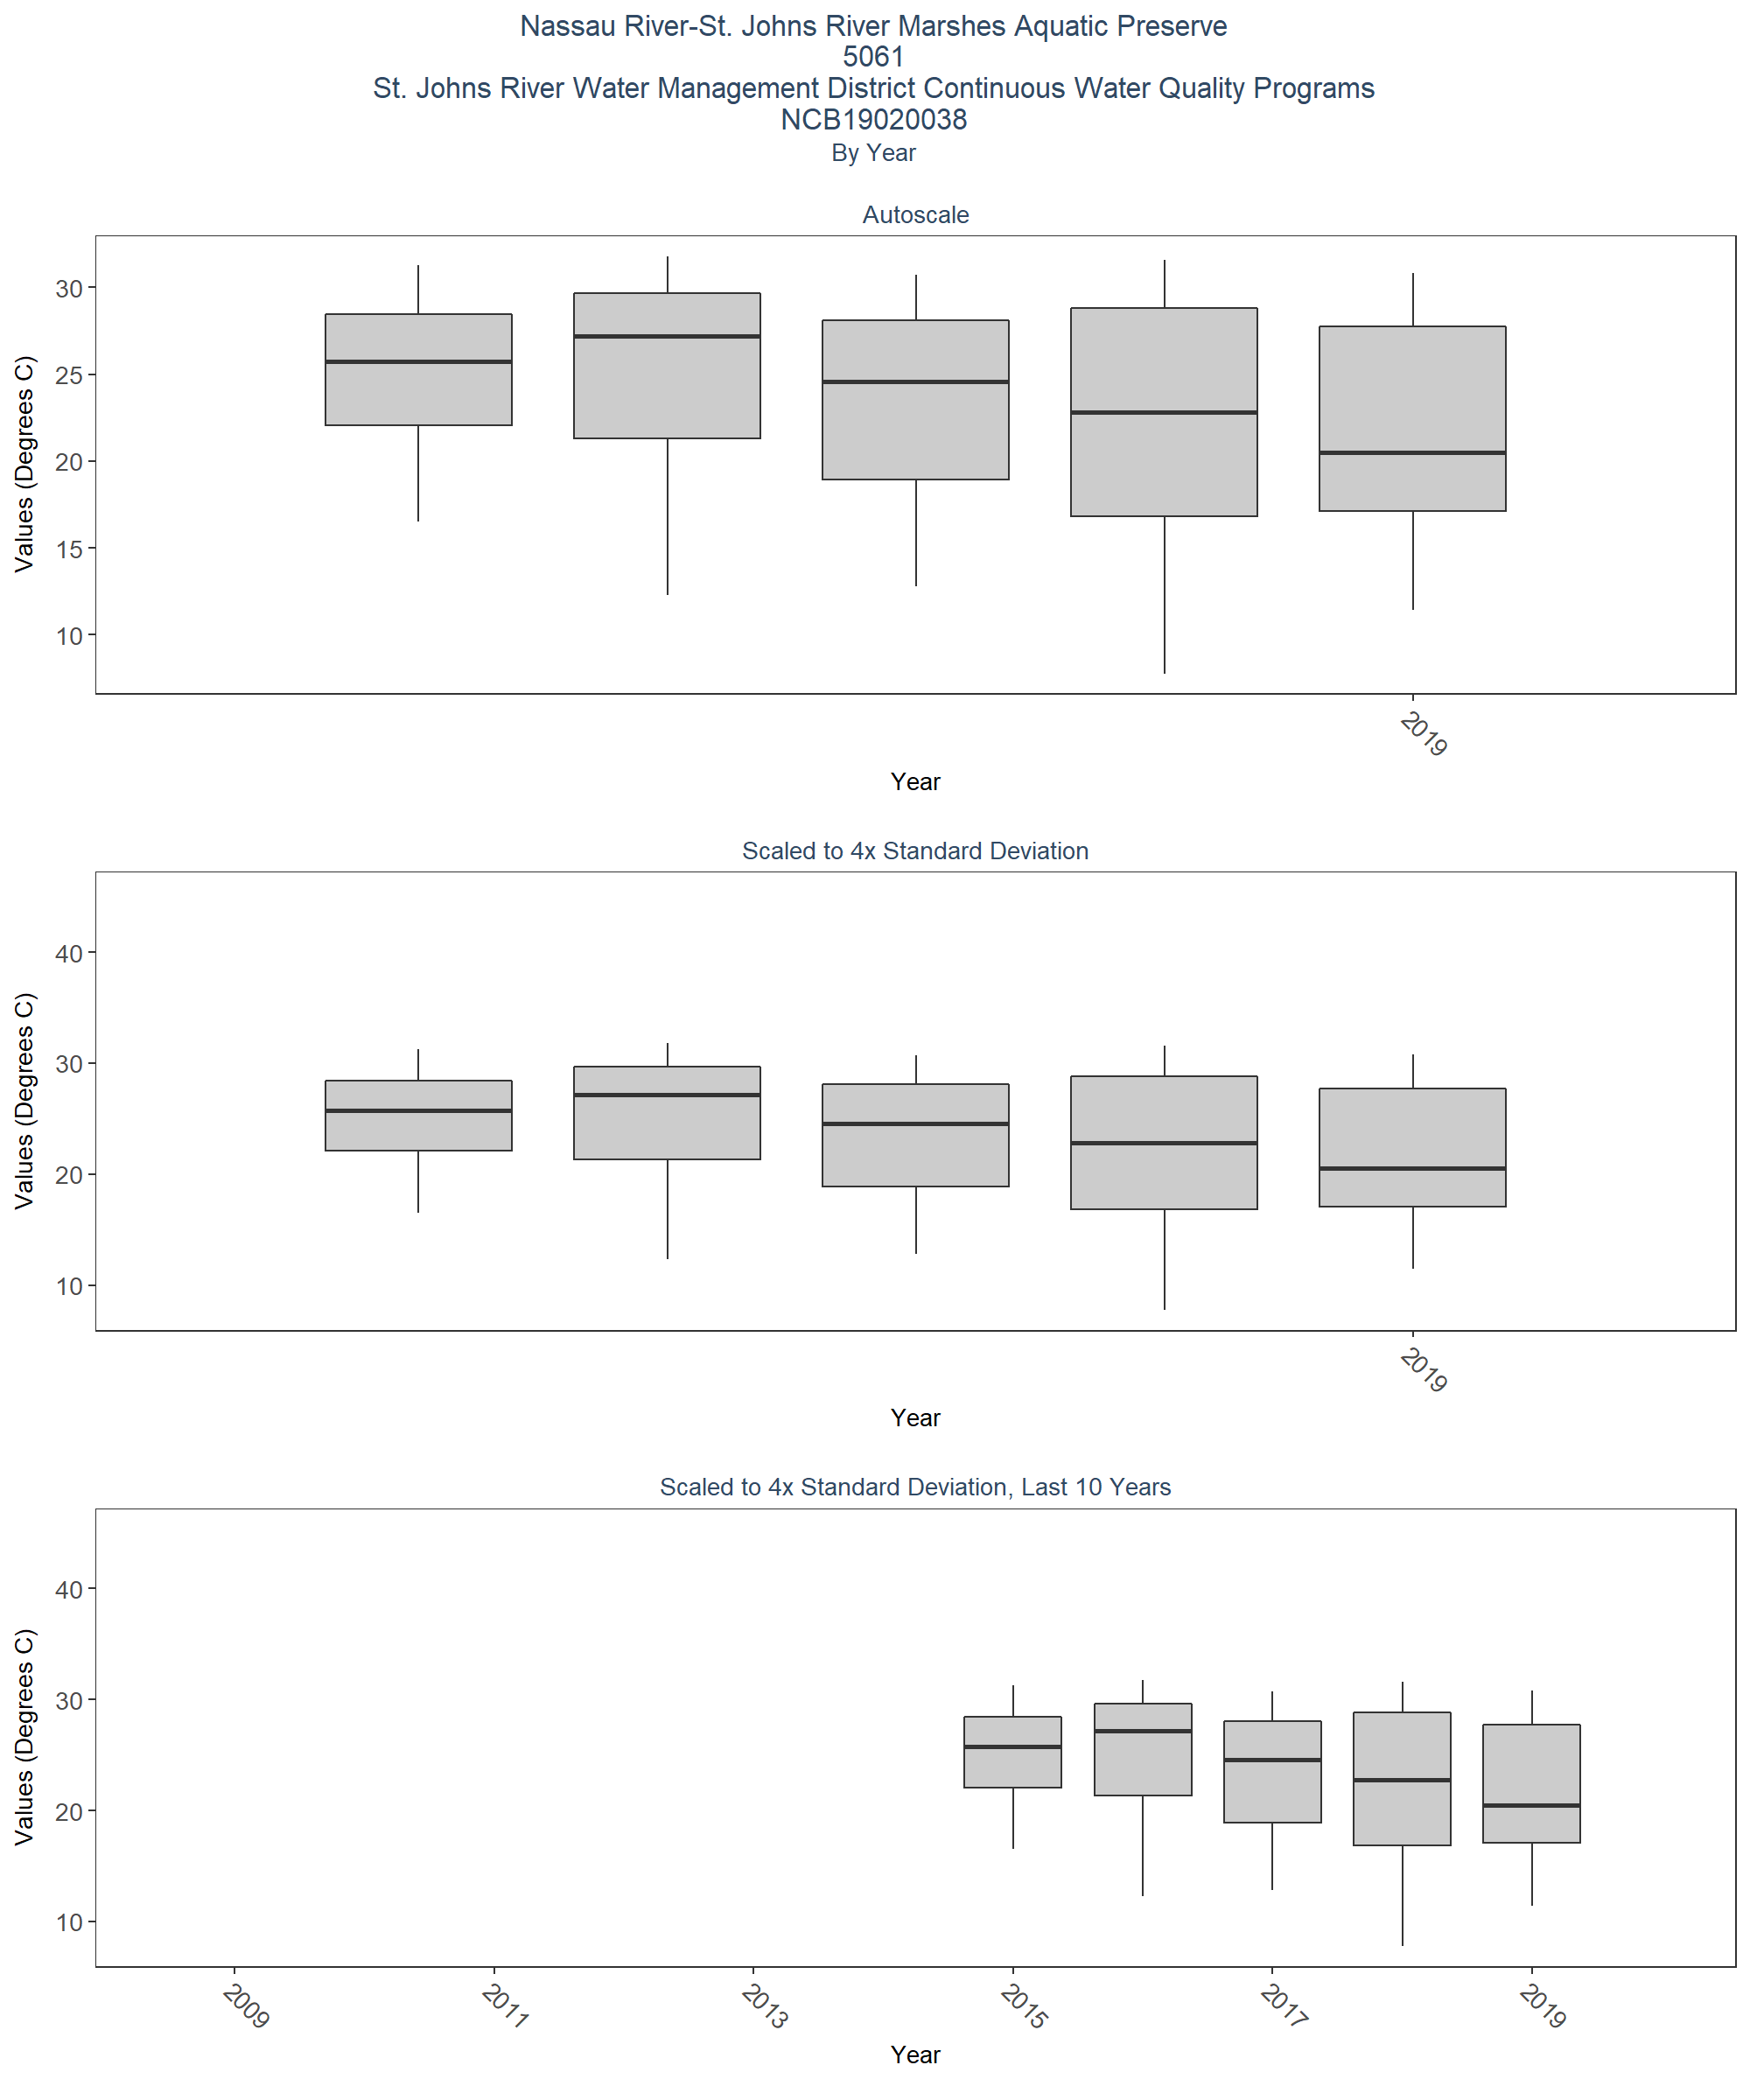 Nassau River-St. Johns River Marshes Aquatic Preserve
5061
St. Johns River Water Management District Continuous Water Quality Programs
NCB19020038
By Year
Autoscale
Values (Degrees C)
30
25
20
15
10
2019
Year
Scaled to 4x Standard Deviation
Values (Degrees C)
40
30
20
10
2019
Year
Scaled to 4x Standard Deviation, Last 10 Years
Values (Degrees C)
40
30
20
10
2009 2011 2013 2015 2017 2019
Year